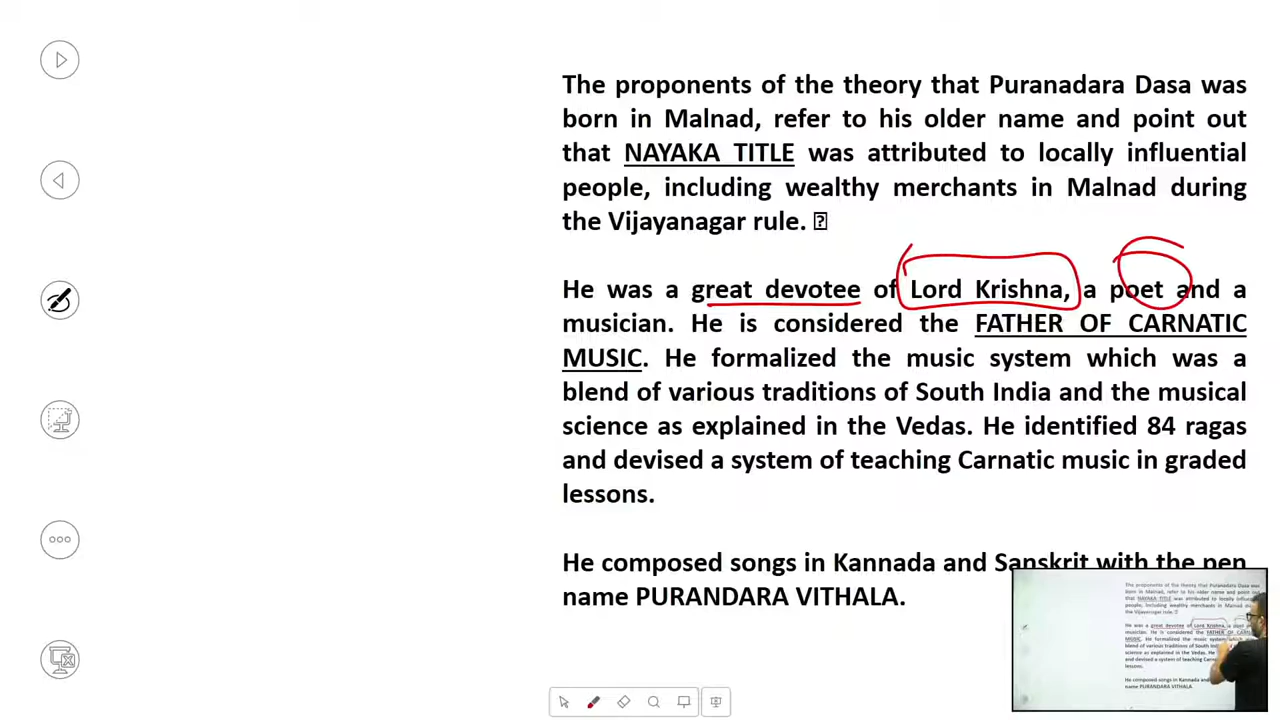 The proponents of the theory that Puranadara Dasa was
born in Malnad, refer to his older name and point out
that NAYAKA TITLE was attributed to locally influential
people, including wealthy merchants in Malnad during
the Vijayanagar rule.
He was a great devotee of Lord Krishna, a poet and a
musician. He is considered the FATHER OF CARNATIC
MUSIC. He formalized the music system which was a
blend of various traditions of South India and the musical
science as explained in the Vedas. He identified 84 ragas
and devised a system of teaching Carnatic music in graded
lessons.
He composed songs in Kannada and Sanskrit with the pen
name PURANDARA VITHALA.